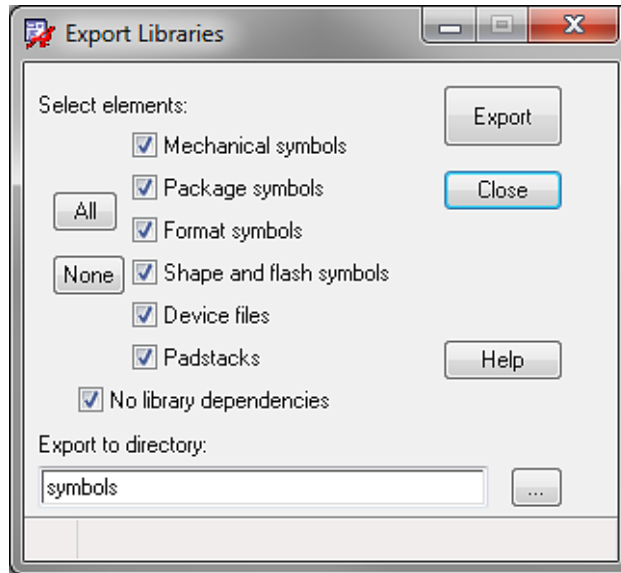 Export Libraries
Select elements:
Export
Mechanical symbols
Package symbols
Close
All
Format symbols
None
Shape and flash symbols
Device files
Padstacks
Help
No library dependencies
Export to directory:
symbols
...